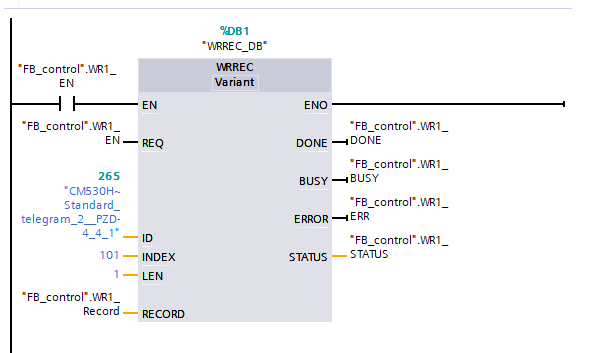 %DB1
"WRREC_DB"
WRREC
Variant
"FB_control".WR1_
EN
EN
ENO
"FB_control".WR1_
EN
REQ
DONE
"FB_control".WR1_
DONE
BUSY
"FB_control".WR1_
BUSY
ERROR
"FB_control".WR1_
ERR
265
"CM530H~
Standard_
telegram_2__PZD-
4_4_1"
ID
101
INDEX
STATUS
"FB_control".WR1_
STATUS
1
LEN
"FB_control".WR1_
Record
RECORD